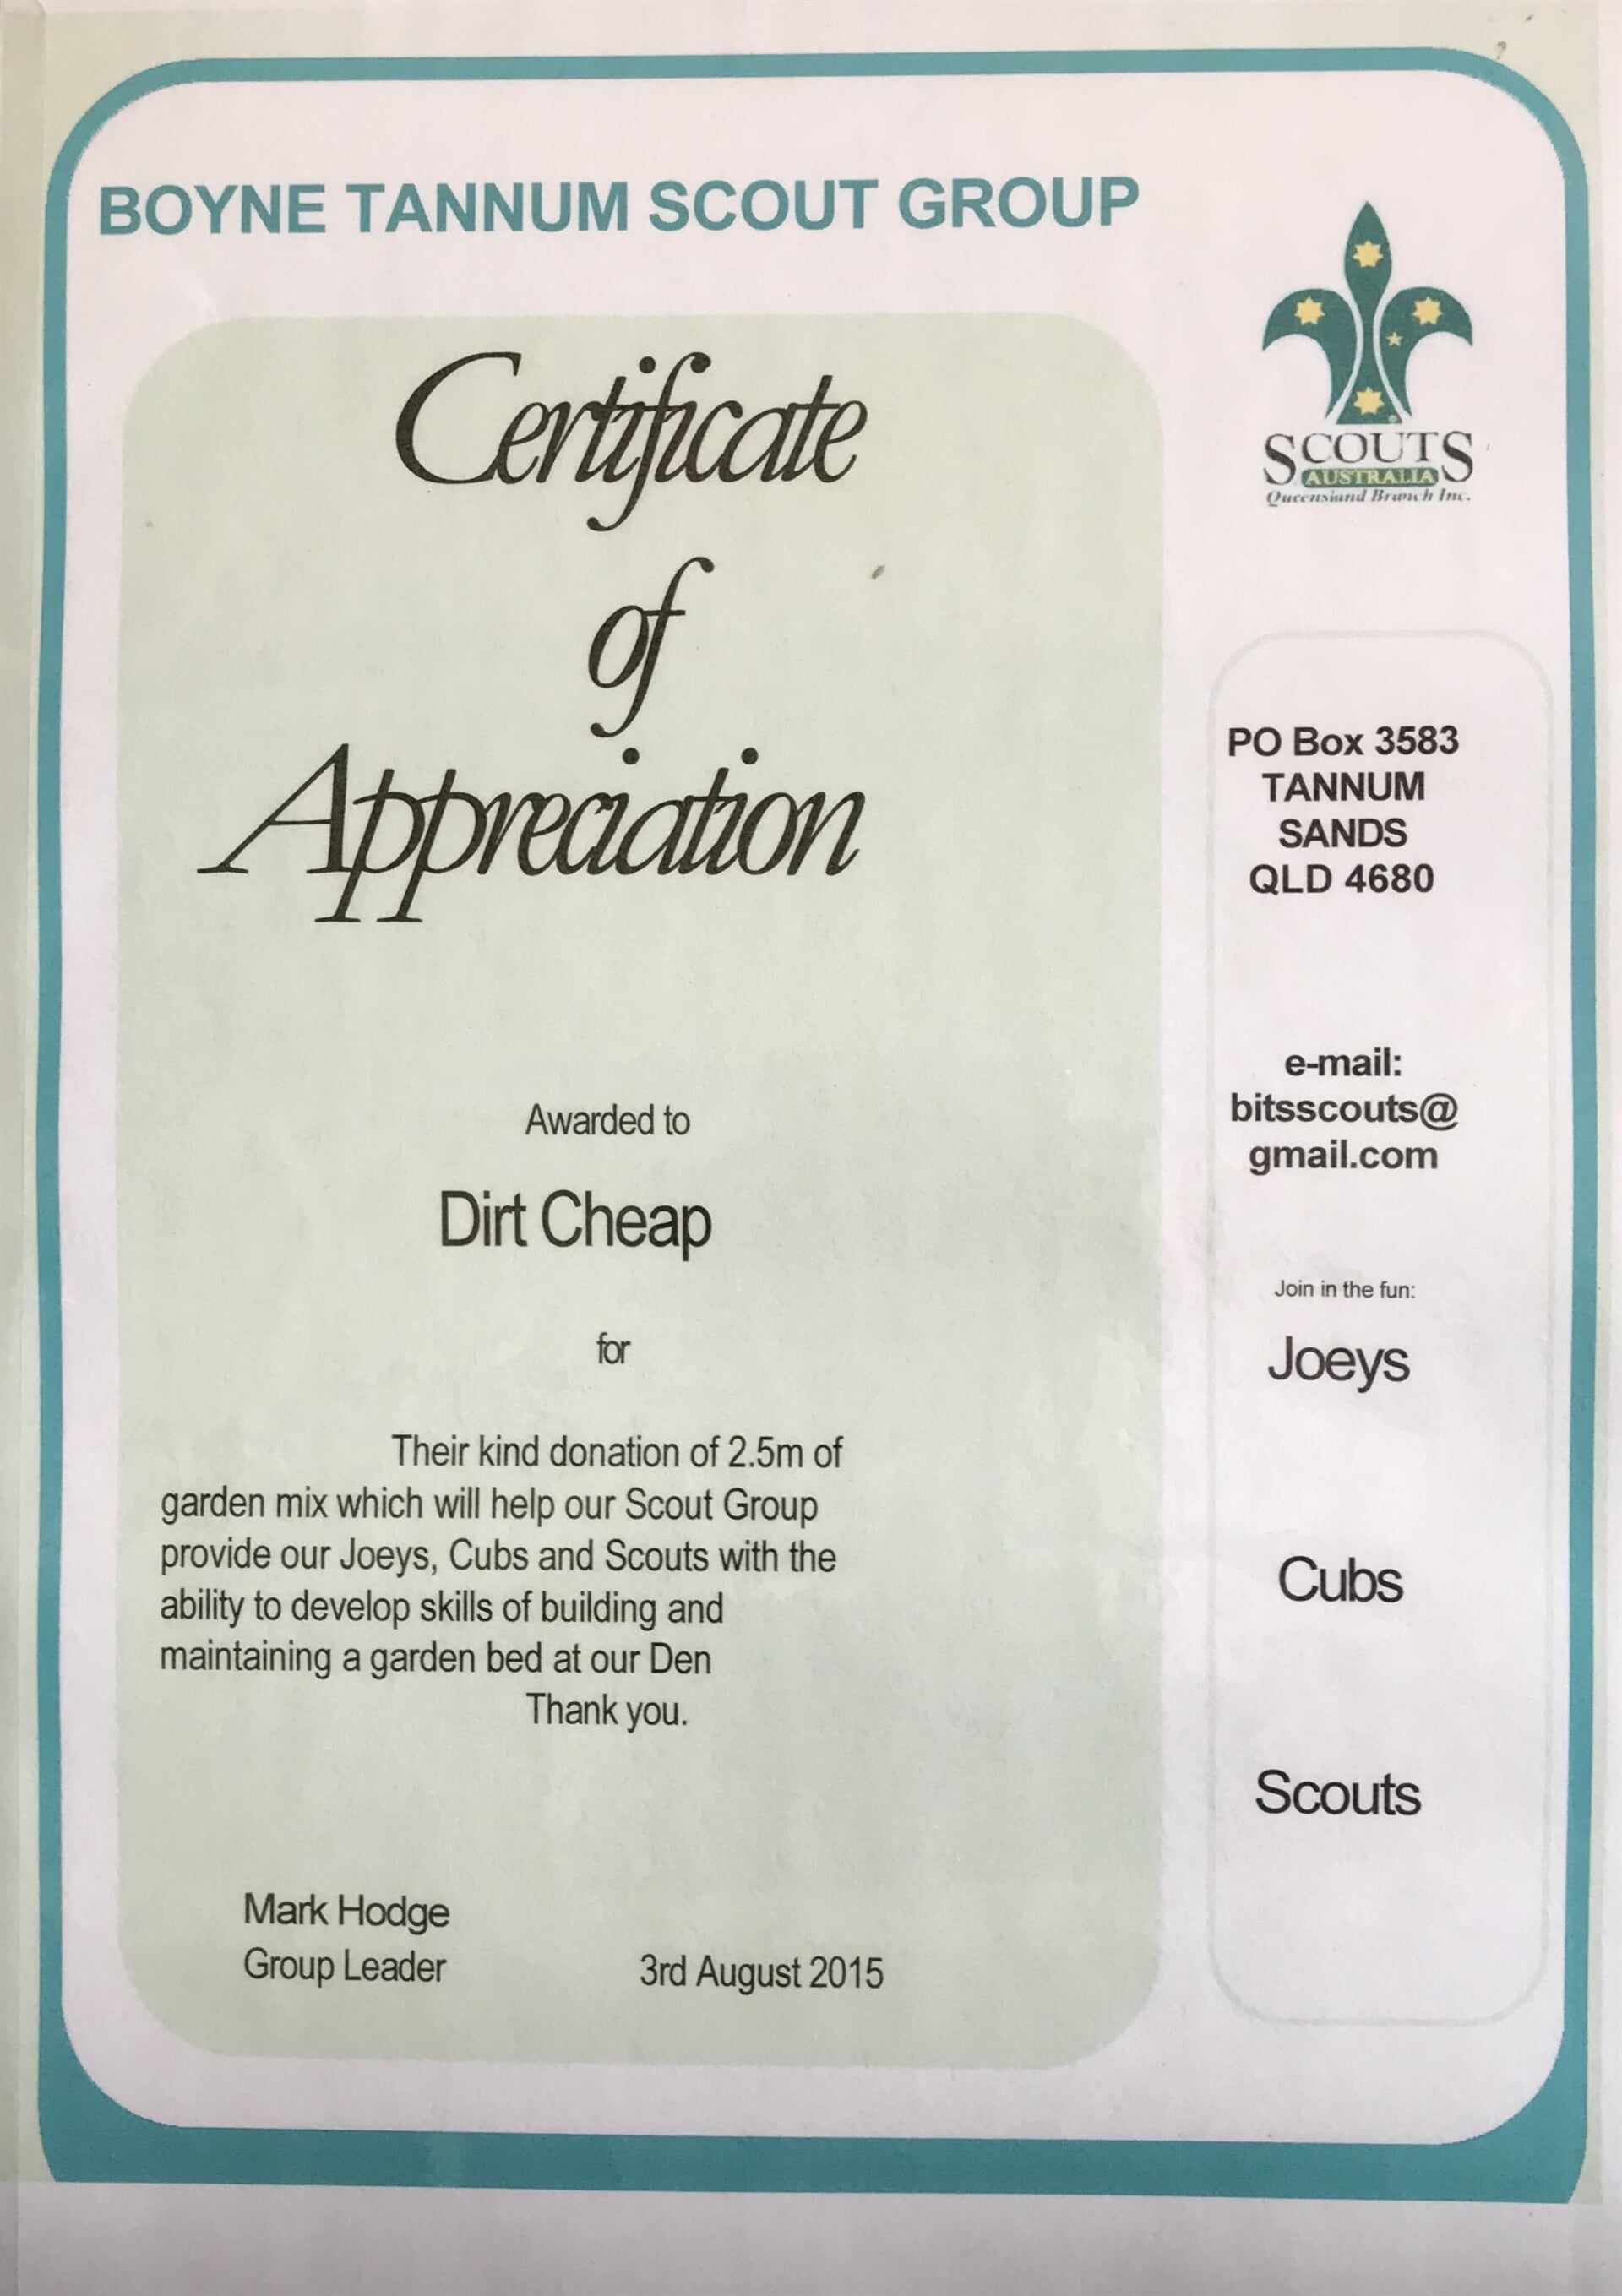 BOYNE TANNUM SCOUT GROUP
Certificate
of
Appreciation
Awarded to
Dirt Cheap
for
Their kind donation of 2.5m of
garden mix which will help our Scout Group
provide our Joeys, Cubs and Scouts with the
ability to develop skills of building and
maintaining a garden bed at our Den
Thank you.
Mark Hodge
Group Leader
3rd August 2015
SCOUTS
AUSTRALIA
Queensland Branch Inc.
PO Box 3583
TANNUM
SANDS
QLD 4680
e-mail:
bitsscouts@
gmail.com
Join in the fun:
Joeys
Cubs
Scouts